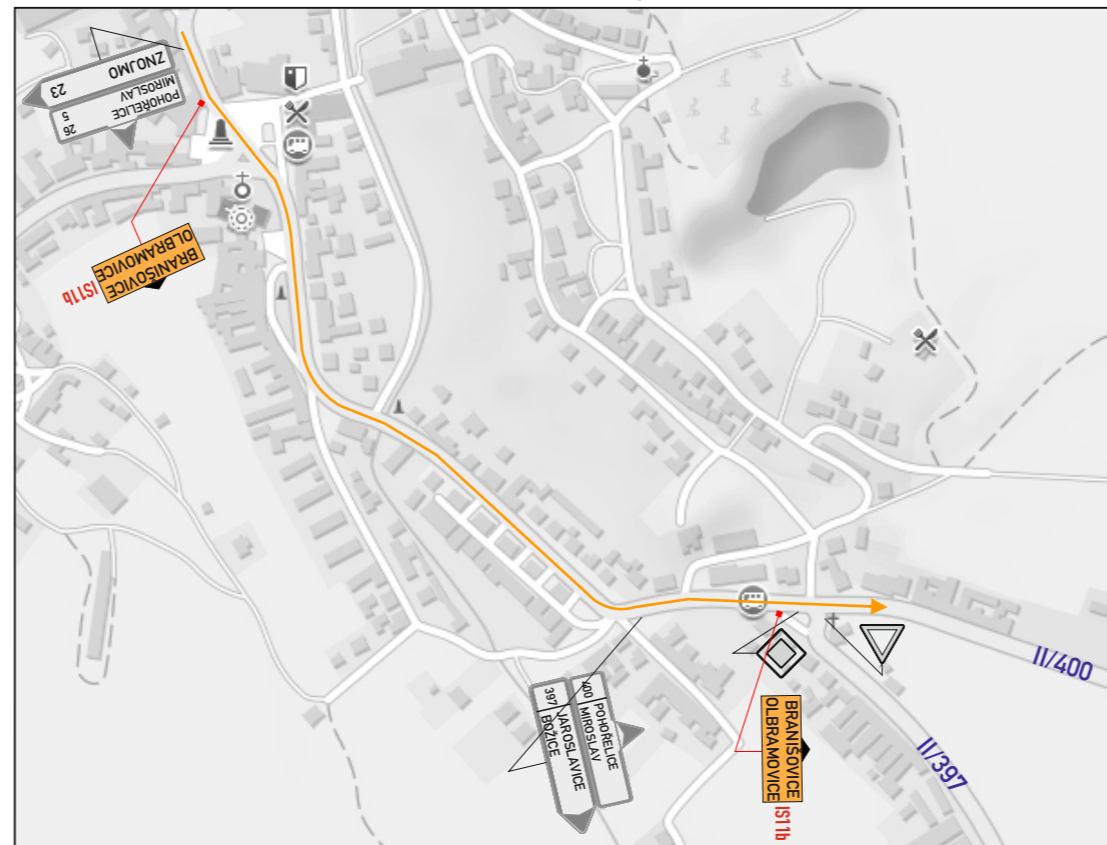 POHOŘELICE 26
MIROSLAV 5
ZNOJMO 23
BRANIŠOVICE
OLBRAMOVICE
IS11b
400 POHOŘELICE
MIROSLAV
397 JAROSLAVICE
BOŽICE
BRANIŠOVICE
OLBRAMOVICE
IS11b
II/400
II/397